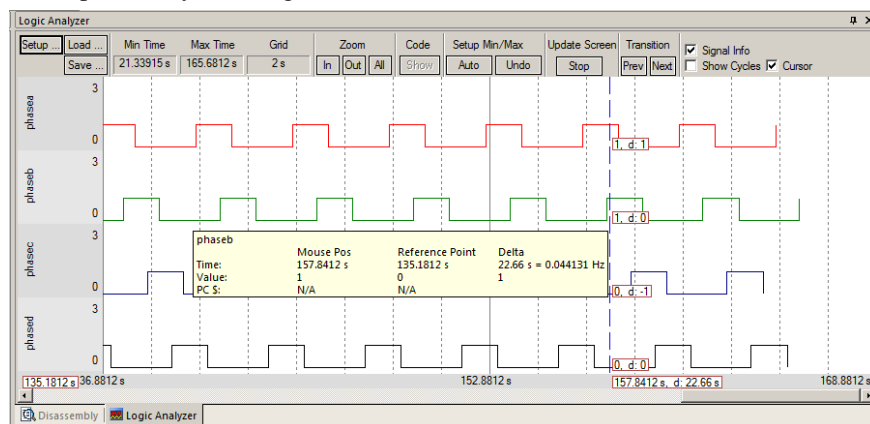 Logic Analyzer
Setup ... Load ... Min Time Max Time Grid Zoom Code Setup Min/Max Update Screen Transition Signal Info
Save ... 21.33915 s 165.6812 s 2 s In Out All Show Auto Undo Stop Prev Next Show Cycles Cursor
phasea
3
0
1, d: 1
phaseb
3
0
1, d: 0
phasec
3
0
0, d: -1
phaseb
Mouse Pos Reference Point Delta
Time: 157.8412 s 135.1812 s 22.66 s = 0.044131 Hz
Value: 1 0 1
PC $: N/A N/A
phased
3
0
0, d: 0
135.1812 s 36.8812 s 152.8812 s 157.8412 s, d: 22.66 s 168.8812 s
Disassembly Logic Analyzer